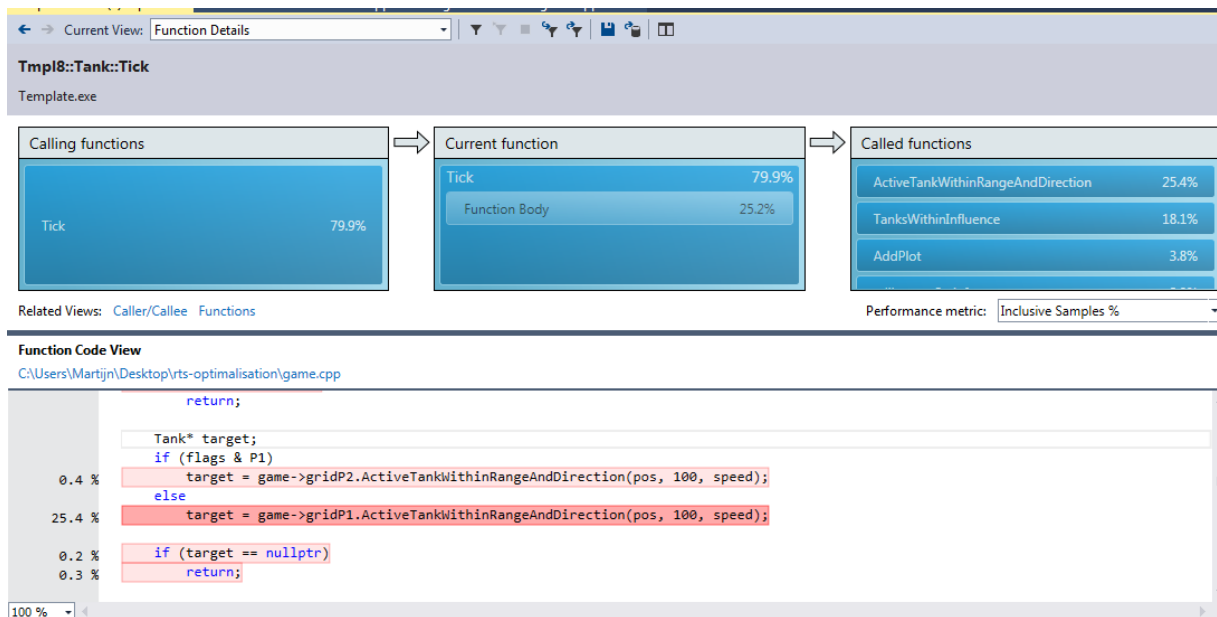 Current View: Function Details
Tmpl8::Tank::Tick
Template.exe
Calling functions
Tick 79.9%
Current function
Tick 79.9%
Function Body 25.2%
Called functions
ActiveTankWithinRangeAndDirection 25.4%
TanksWithinInfluence 18.1%
AddPlot 3.8%
Related Views: Caller/Callee Functions
Performance metric: Inclusive Samples %
Function Code View
C:\Users\Martijn\Desktop\rts-optimalisation\game.cpp
return;
Tank* target;
if (flags & P1)
0.4 % target = game->gridP2.ActiveTankWithinRangeAndDirection(pos, 100, speed);
else
25.4 % target = game->gridP1.ActiveTankWithinRangeAndDirection(pos, 100, speed);
0.2 % if (target == nullptr)
0.3 % return;
100 %